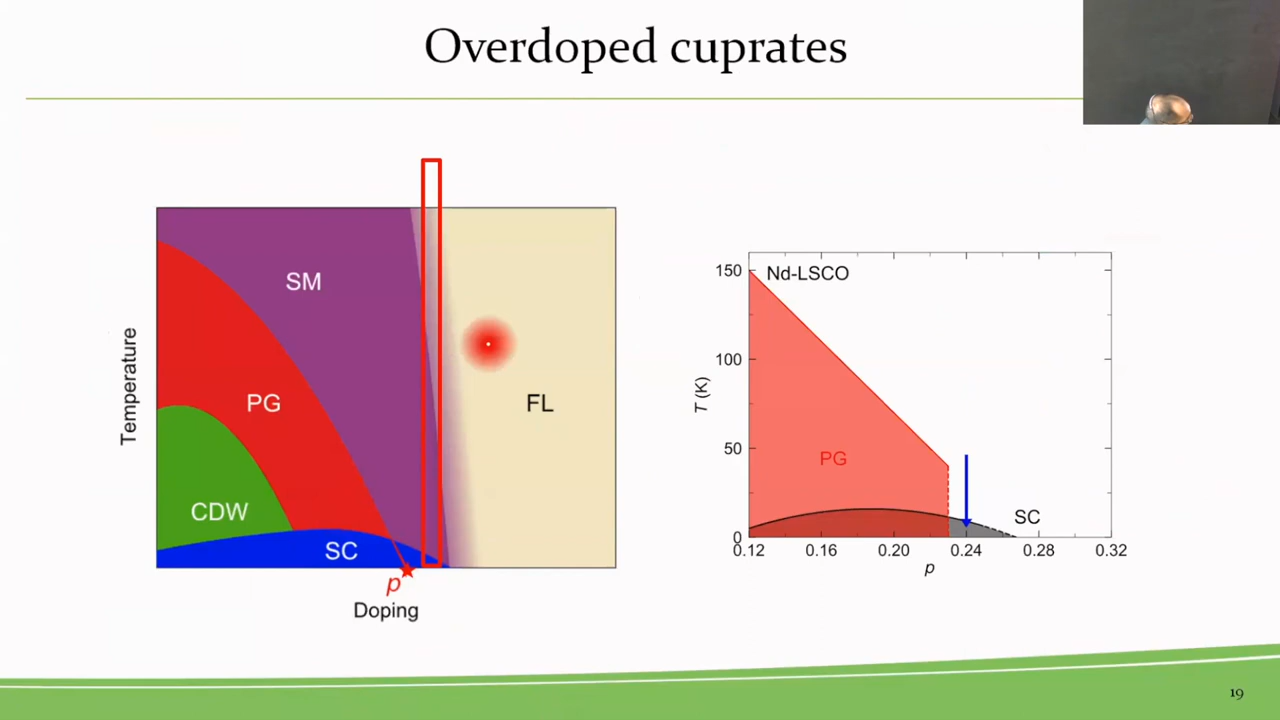 Overdoped cuprates
SM
PG
FL
CDW
SC
p
Temperature
Doping
150
100
50
0
T (K)
Nd-LSCO
PG
SC
0.12 0.16 0.20 0.24 0.28 0.32
p
19